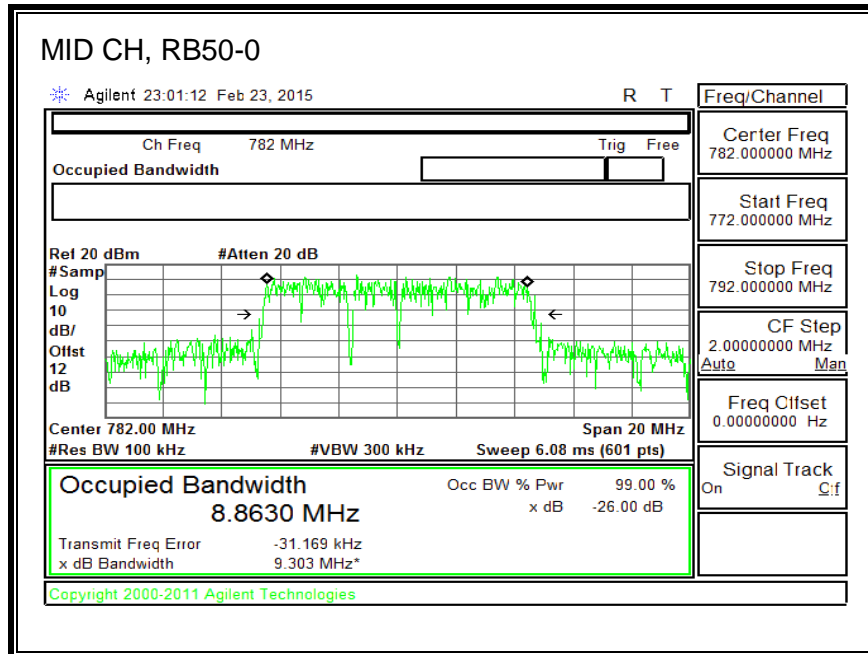 MID CH, RB50-0
Agilent 23:01:12 Feb 23, 2015 R T
Freq/Channel
Ch Freq 782 MHz Trig Free
Occupied Bandwidth
Center Freq
782.000000 MHz
Start Freq
772.000000 MHz
Stop Freq
792.000000 MHz
CF Step
2.00000000 MHz
Auto Man
Freq Offset
0.00000000 Hz
Signal Track
On Off
Ref 20 dBm #Atten 20 dB
#Samp
Log
10
dB/
Offst
12
dB
Center 782.00 MHz Span 20 MHz
#Res BW 100 kHz #VBW 300 kHz Sweep 6.08 ms (601 pts)
Occupied Bandwidth Occ BW % Pwr 99.00 %
8.8630 MHz x dB -26.00 dB
Transmit Freq Error -31.169 kHz
x dB Bandwidth 9.303 MHz*
Copyright 2000-2011 Agilent Technologies